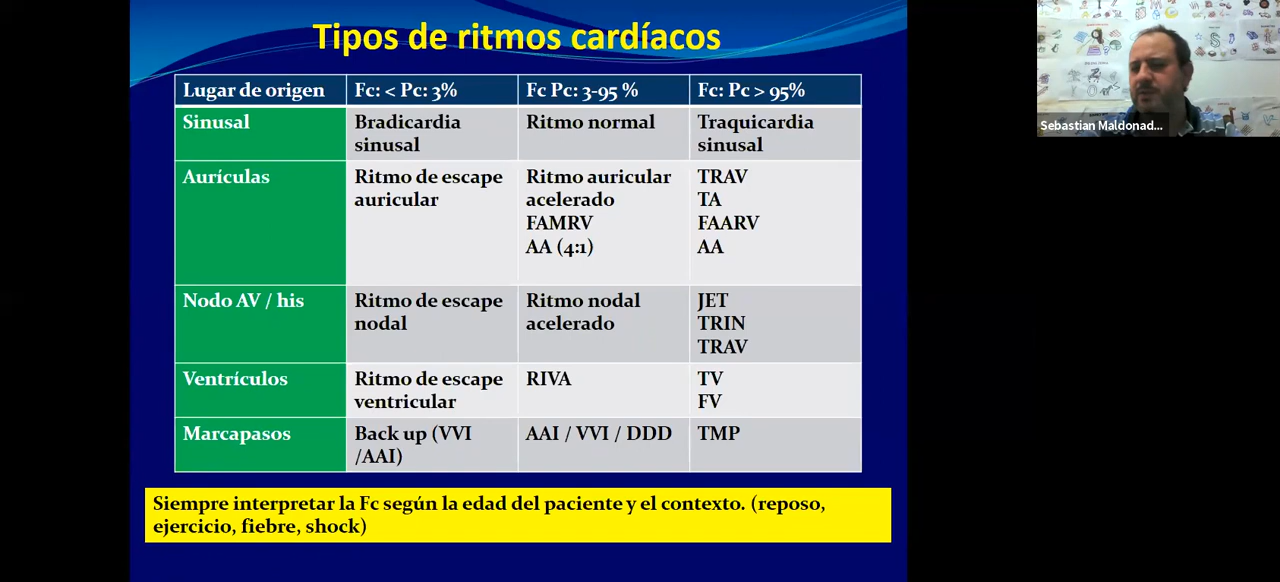 Tipos de ritmos cardíacos
Lugar de origen
Fc: < Pc: 3%
Fc Pc: 3-95 %
Fc: Pc > 95%
Sinusal
Bradicardia
sinusal
Ritmo normal
Traquicardia
sinusal
Aurículas
Ritmo de escape
auricular
Ritmo auricular
acelerado
FAMRV
AA (4:1)
TRAV
TA
FAARV
AA
Nodo AV / his
Ritmo de escape
nodal
Ritmo nodal
acelerado
JET
TRIN
TRAV
Ventrículos
Ritmo de escape
ventricular
RIVA
TV
FV
Marcapasos
Back up (VVI
/AAI)
AAI / VVI / DDD
TMP
Siempre interpretar la Fc según la edad del paciente y el contexto. (reposo,
ejercicio, fiebre, shock)
Sebastian Maldonad...